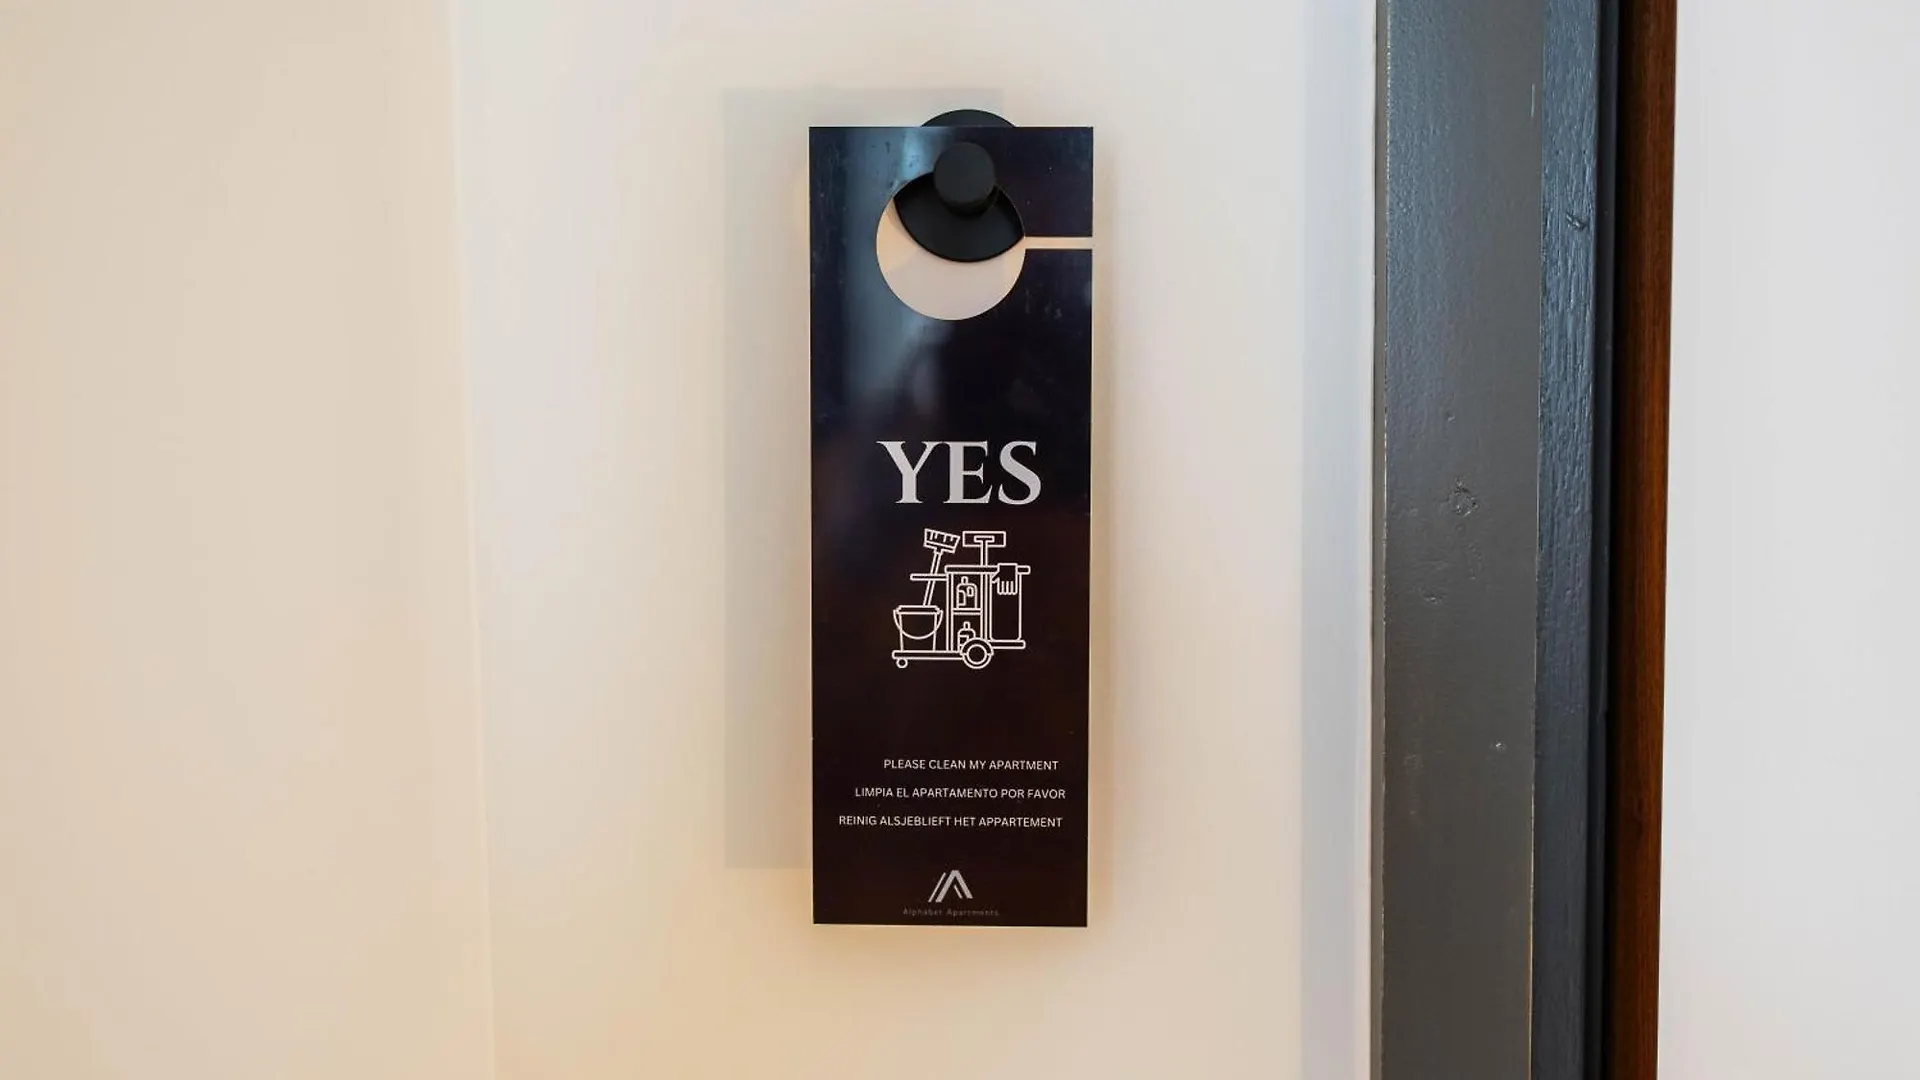 YES
PLEASE CLEAN MY APARTMENT
LIMPIA EL APARTAMENTO POR FAVOR
REINIG ALSJEBLIEFT HET APPARTEMENT
Alphabet Apartments